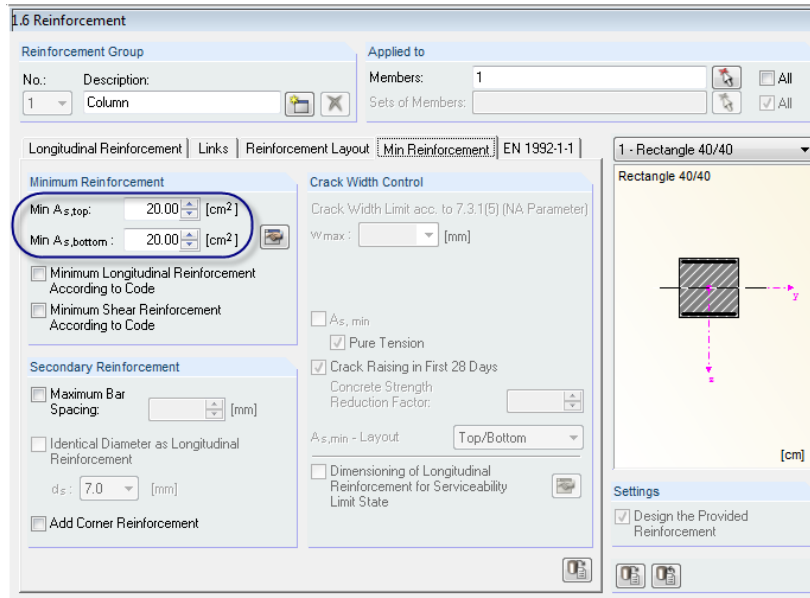 1.6 Reinforcement
Reinforcement Group
No.: Description:
1 Column
Applied to
Members: 1 All
Sets of Members: All
Longitudinal Reinforcement Links Reinforcement Layout Min Reinforcement EN 1992-1-1
Minimum Reinforcement
Min As,top: 20.00 [cm²]
Min As,bottom : 20.00 [cm²]
Minimum Longitudinal Reinforcement
According to Code
Minimum Shear Reinforcement
According to Code
Secondary Reinforcement
Maximum Bar
Spacing: [mm]
Identical Diameter as Longitudinal
Reinforcement
ds : 7.0 [mm]
Add Corner Reinforcement
Crack Width Control
Crack Width Limit acc. to 7.3.1(5) (NA Parameter)
wmax : [mm]
As, min
Pure Tension
Crack Raising in First 28 Days
Concrete Strength
Reduction Factor:
As,min - Layout Top/Bottom
Dimensioning of Longitudinal
Reinforcement for Serviceability
Limit State
1 - Rectangle 40/40
Rectangle 40/40
y
z
[cm]
Settings
Design the Provided
Reinforcement